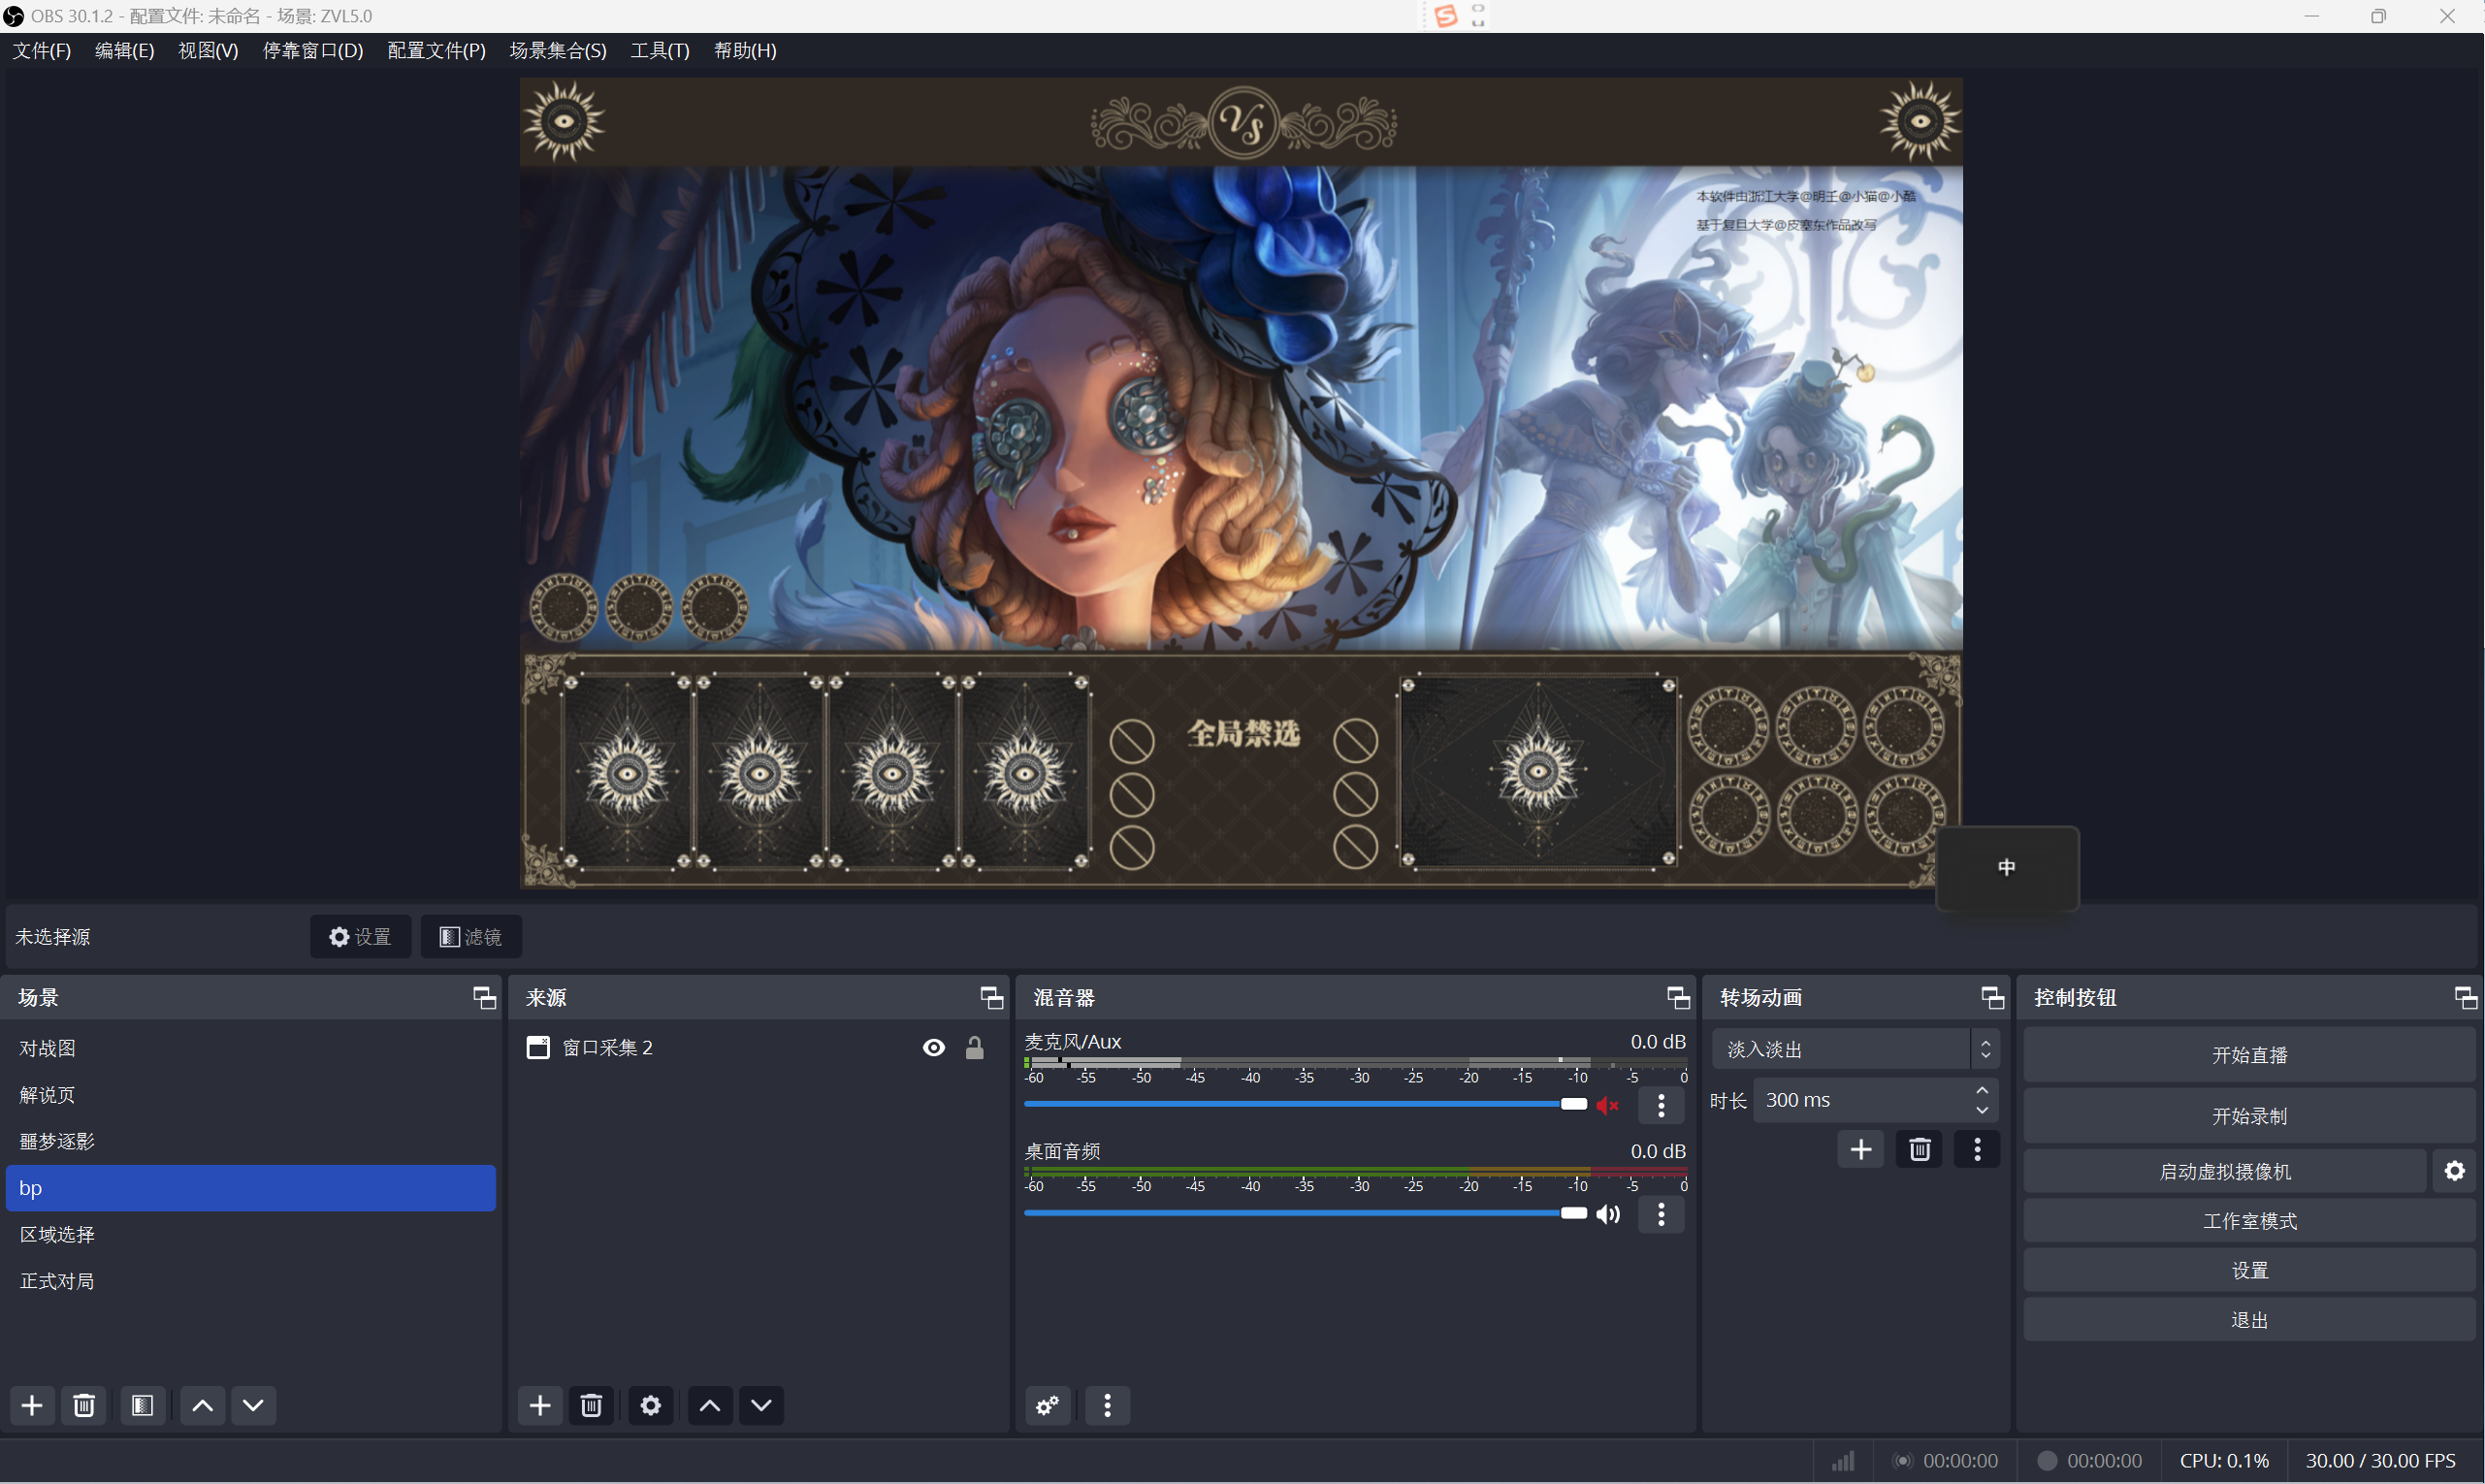 OBS 30.1.2 - 配置文件: 未命名 - 场景: ZVL5.0
文件(F) 编辑(E) 视图(V) 停靠窗口(D) 配置文件(P) 场景集合(S) 工具(T) 帮助(H)
VS
本软件由浙江大学@明壬@小猫@小酷
基于复旦大学@皮塞东作品改写
全局禁选
中
未选择源
设置
滤镜
场景
对战图
解说页
噩梦逐影
bp
区域选择
正式对局
来源
窗口采集 2
混音器
麦克风/Aux 0.0 dB
-60 -55 -50 -45 -40 -35 -30 -25 -20 -15 -10 -5 0
桌面音频 0.0 dB
-60 -55 -50 -45 -40 -35 -30 -25 -20 -15 -10 -5 0
转场动画
淡入淡出
时长 300 ms
控制按钮
开始直播
开始录制
启动虚拟摄像机
工作室模式
设置
退出
00:00:00 00:00:00 CPU: 0.1% 30.00 / 30.00 FPS